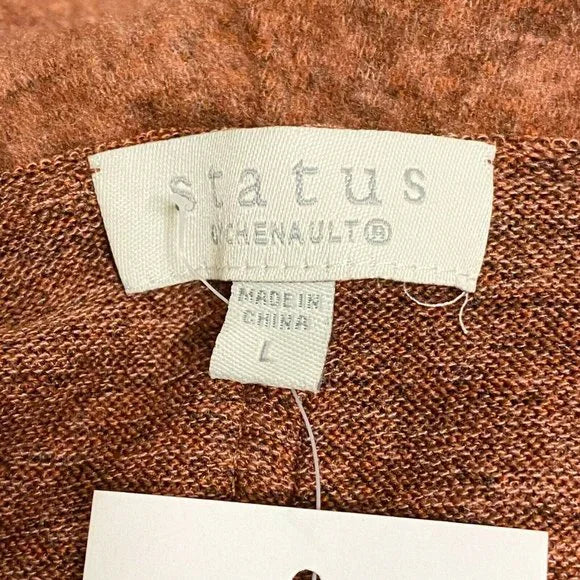 status
BY CHENAULT®
MADE IN
CHINA
L